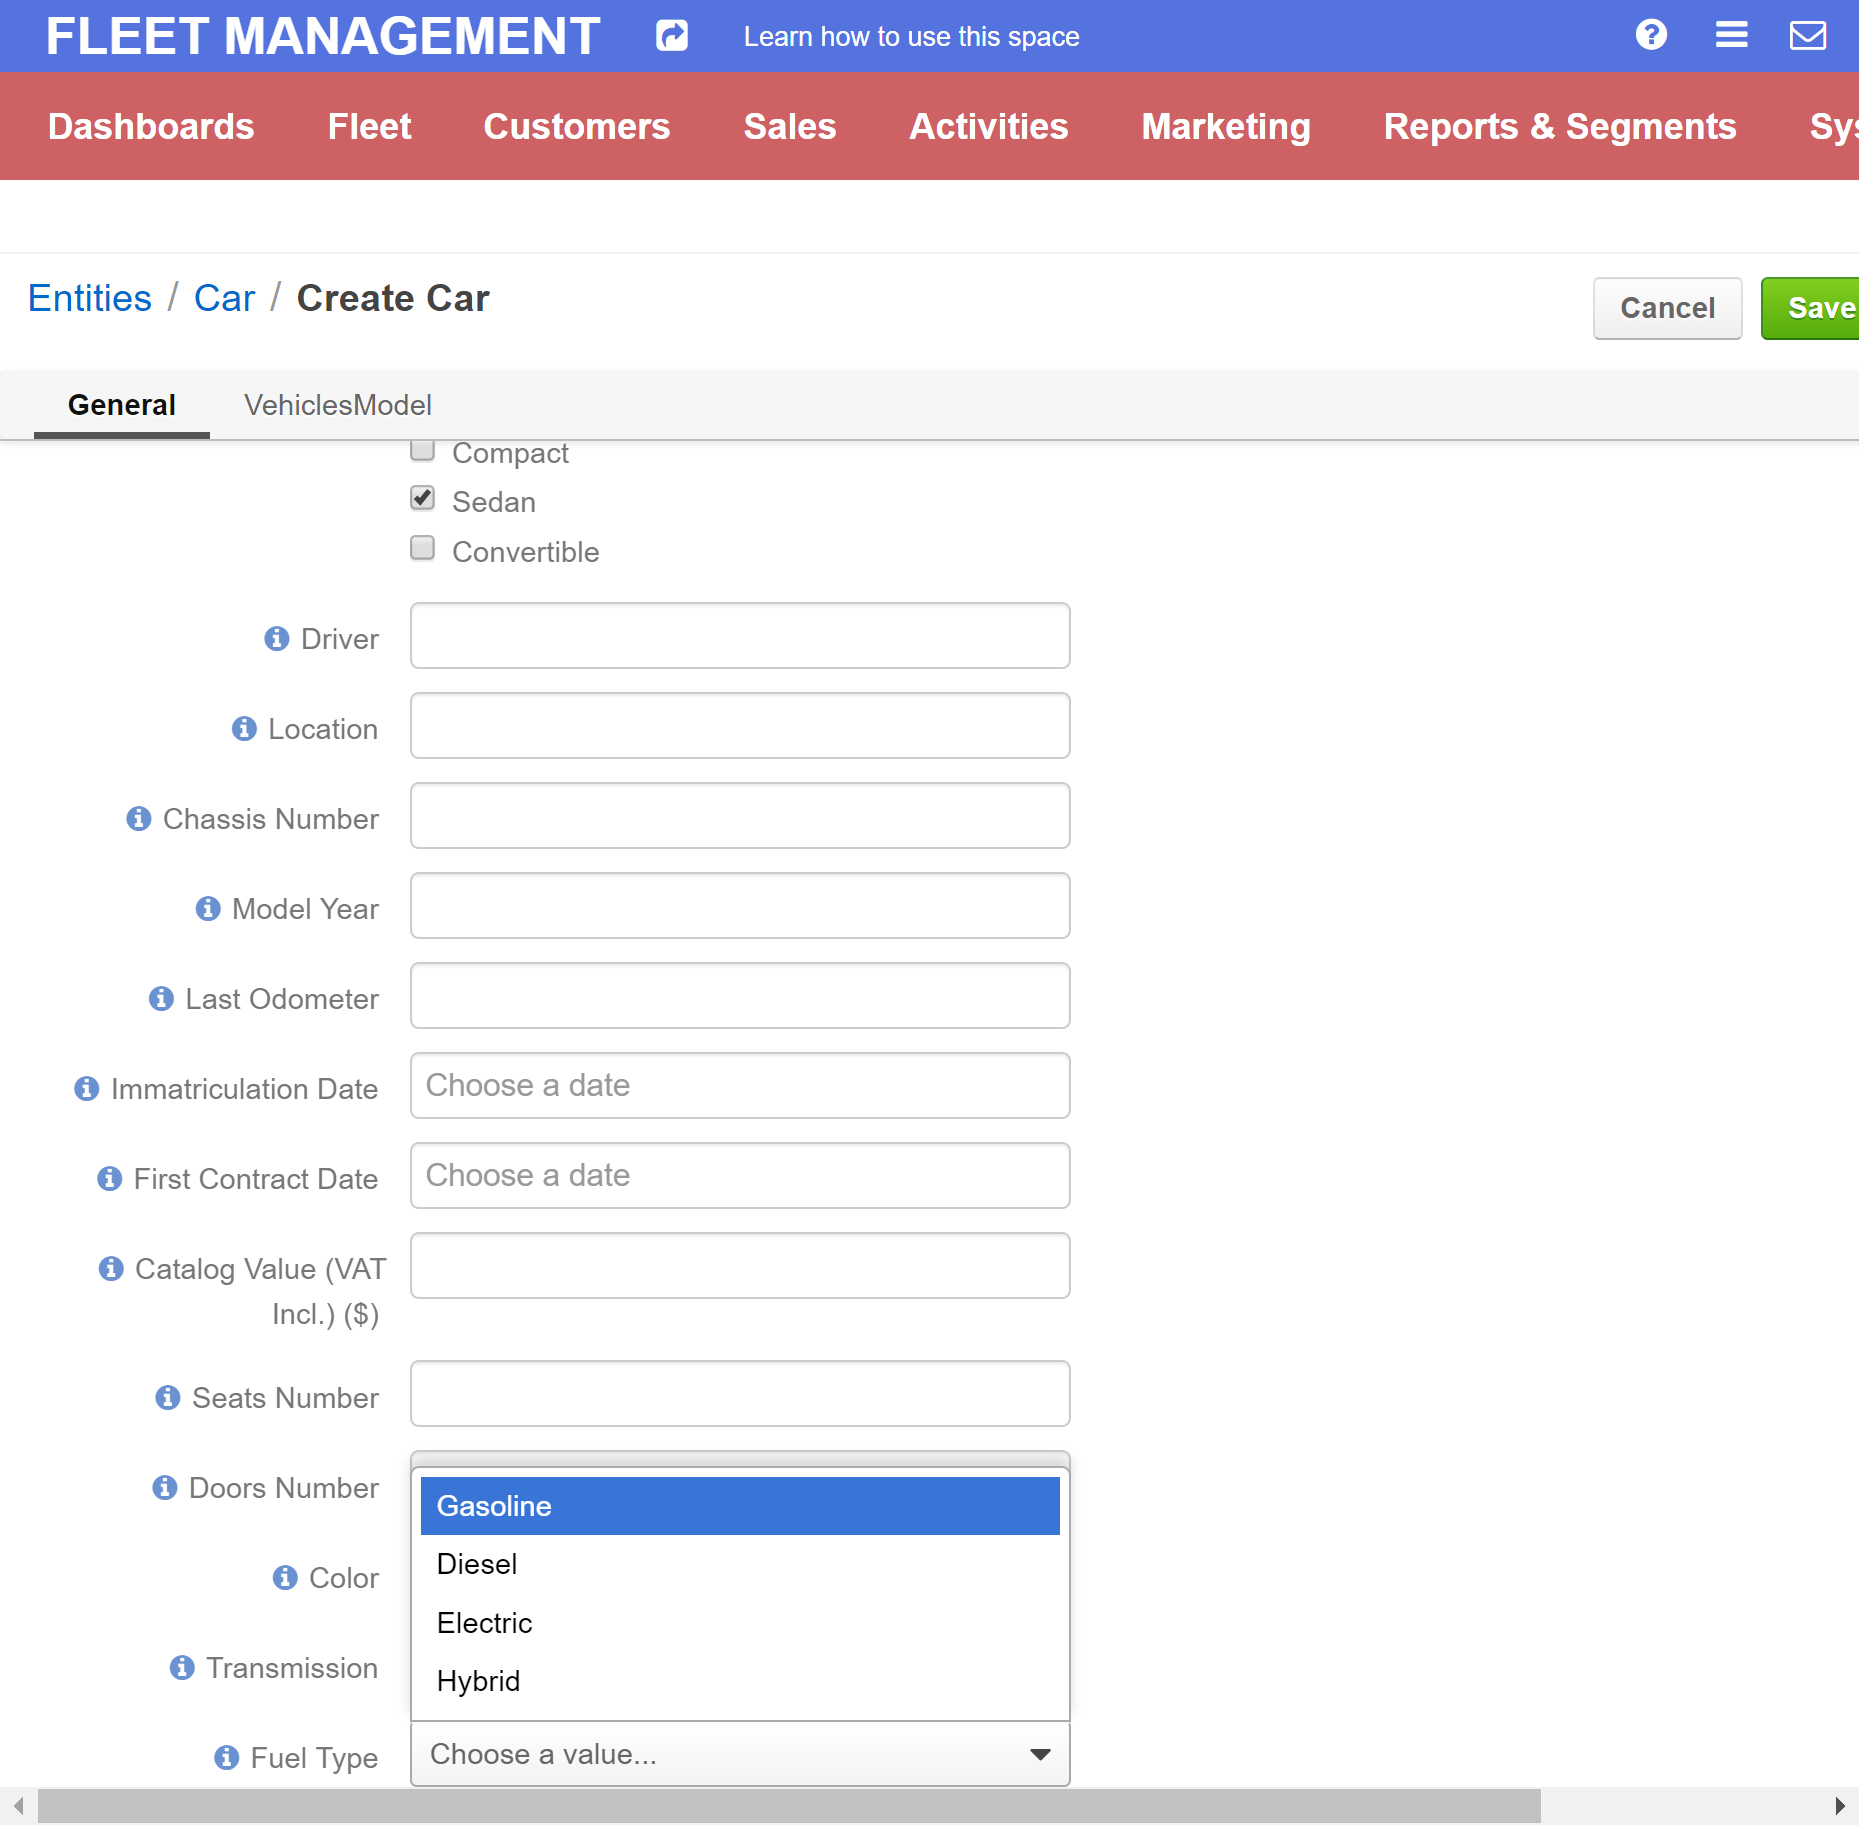 FLEET MANAGEMENT Learn how to use this space
Dashboards Fleet Customers Sales Activities Marketing Reports & Segments Sys
Entities / Car / Create Car
Cancel Save
General VehiclesModel
Compact
Sedan
Convertible
Driver
Location
Chassis Number
Model Year
Last Odometer
Immatriculation Date Choose a date
First Contract Date Choose a date
Catalog Value (VAT
Incl.) ($)
Seats Number
Doors Number
Gasoline
Diesel
Color
Electric
Transmission
Hybrid
Fuel Type Choose a value...